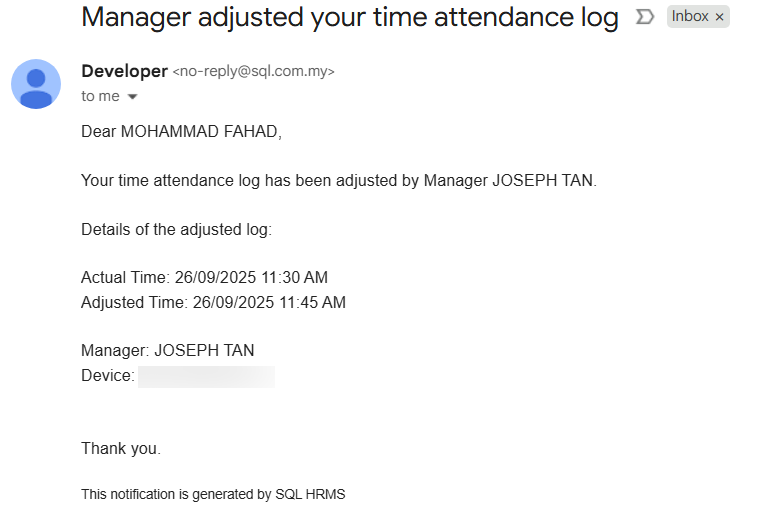 Manager adjusted your time attendance log Inbox ×
Developer <no-reply@sql.com.my>
to me
Dear MOHAMMAD FAHAD,
Your time attendance log has been adjusted by Manager JOSEPH TAN.
Details of the adjusted log:
Actual Time: 26/09/2025 11:30 AM
Adjusted Time: 26/09/2025 11:45 AM
Manager: JOSEPH TAN
Device:
Thank you.
This notification is generated by SQL HRMS